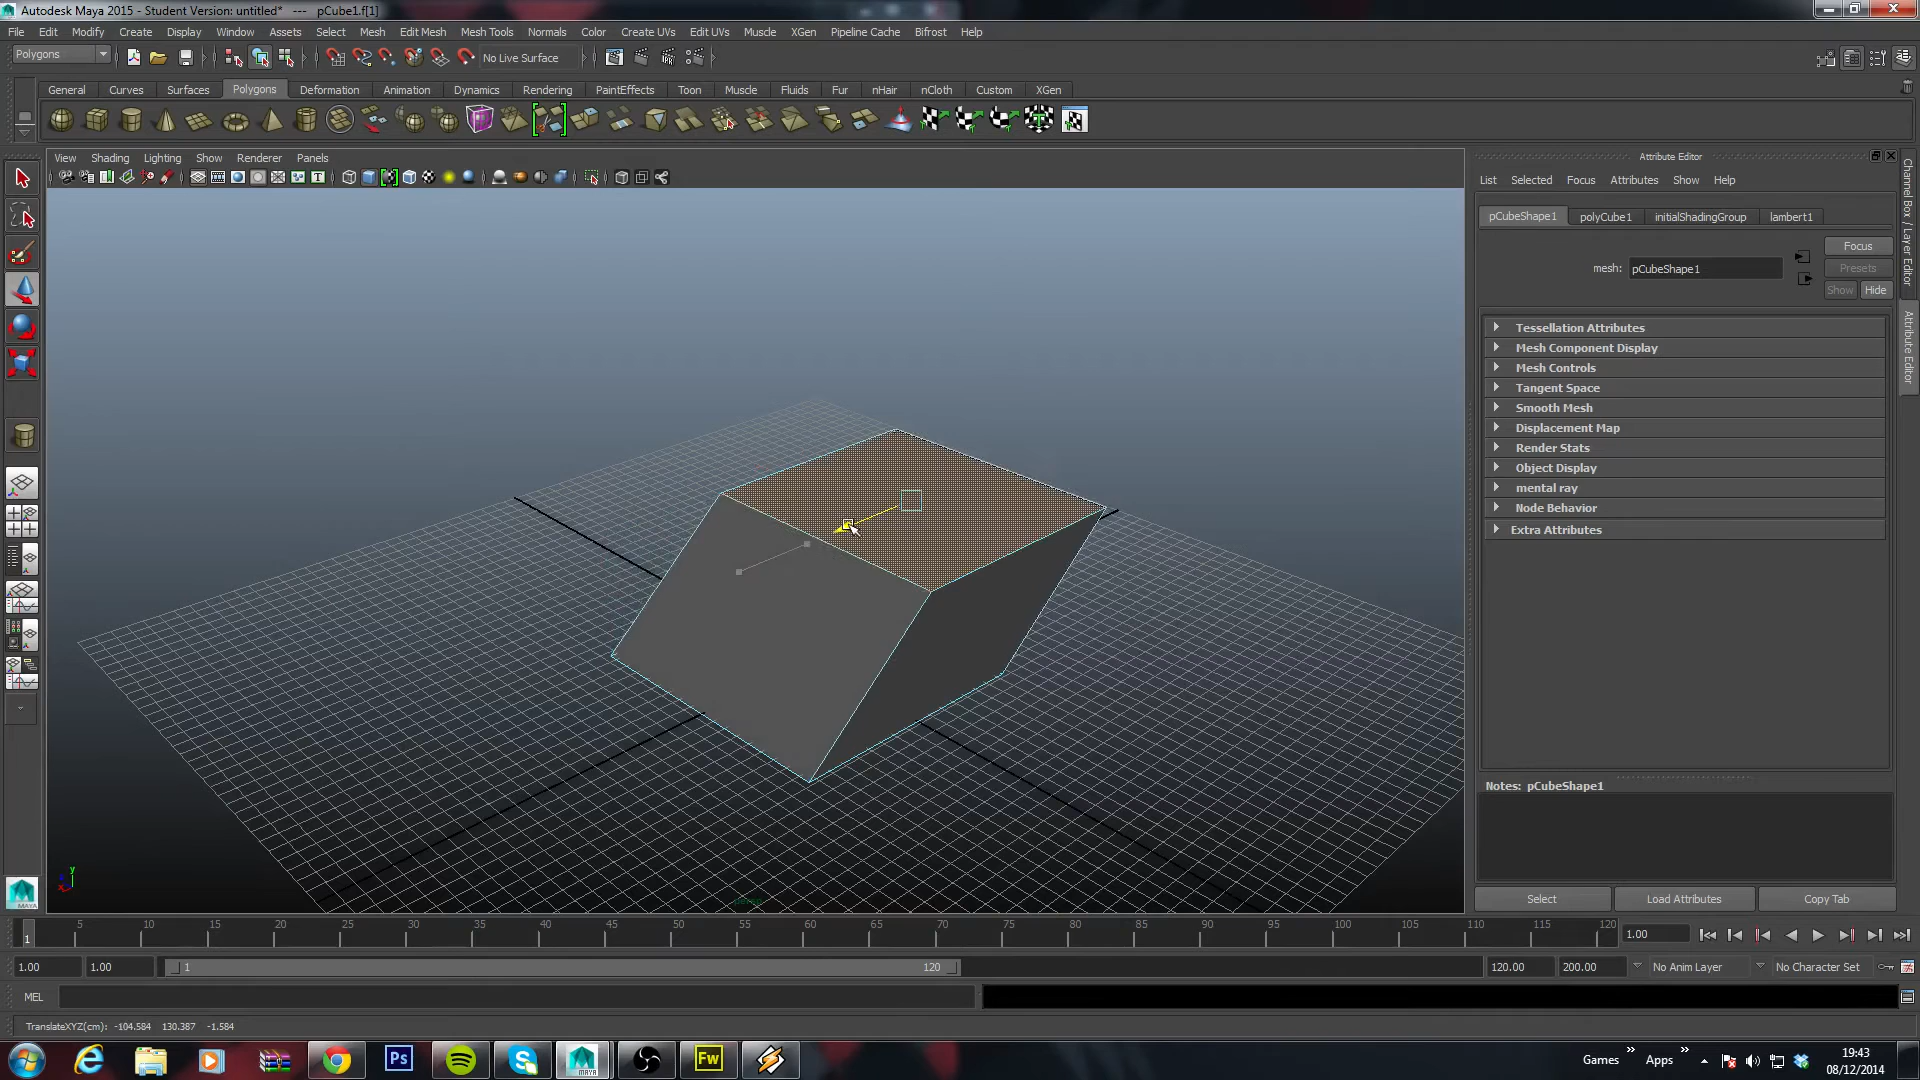 Autodesk Maya 2015 - Student Version: untitled* --- pCube1.f[1]
File Edit Modify Create Display Window Assets Select Mesh Edit Mesh Mesh Tools Normals Color Create UVs Edit UVs Muscle XGen Pipeline Cache Bifrost Help
Polygons No Live Surface
General Curves Surfaces Polygons Deformation Animation Dynamics Rendering PaintEffects Toon Muscle Fluids Fur nHair nCloth Custom XGen
View Shading Lighting Show Renderer Panels
Attribute Editor
List Selected Focus Attributes Show Help
pCubeShape1 polyCube1 initialShadingGroup lambert1
Focus
mesh: pCubeShape1
Presets
Show Hide
Tessellation Attributes
Mesh Component Display
Mesh Controls
Tangent Space
Smooth Mesh
Displacement Map
Render Stats
Object Display
mental ray
Node Behavior
Extra Attributes
Notes: pCubeShape1
Select Load Attributes Copy Tab
Channel Box / Layer Editor
Attribute Editor
y
x
persp
MAYA
1 5 10 15 20 25 30 35 40 45 50 55 60 65 70 75 80 85 90 95 100 105 110 115 120
1.00
1.00 1.00 1 120 120.00 200.00 No Anim Layer No Character Set
MEL
TranslateXYZ(cm): -104.584 130.387 -1.584
Ps Fw
Games Apps
19:43
08/12/2014